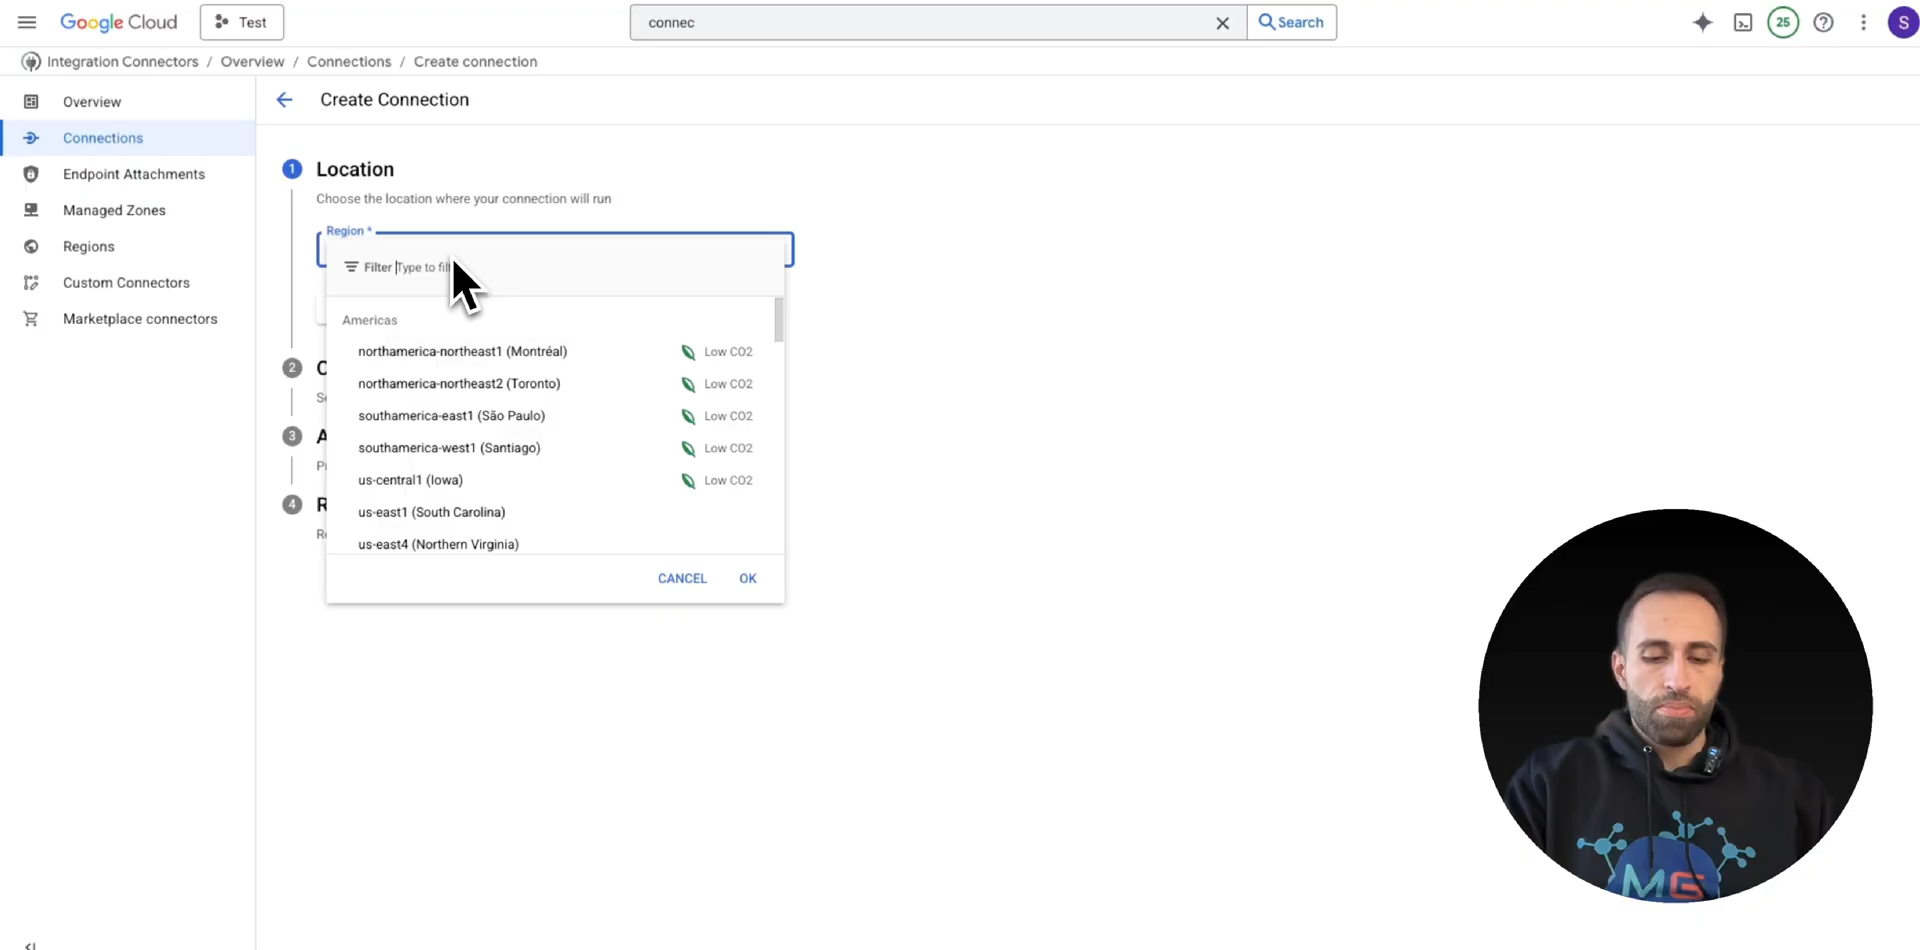 Google Cloud
Test
connec
Search
25
S
Integration Connectors / Overview / Connections / Create connection
Overview
Connections
Endpoint Attachments
Managed Zones
Regions
Custom Connectors
Marketplace connectors
Create Connection
1 Location
Choose the location where your connection will run
Region *
Filter Type to
Americas
northamerica-northeast1 (Montréal) Low CO2
northamerica-northeast2 (Toronto) Low CO2
southamerica-east1 (São Paulo) Low CO2
southamerica-west1 (Santiago) Low CO2
us-central1 (Iowa) Low CO2
us-east1 (South Carolina)
us-east4 (Northern Virginia)
CANCEL OK
2
3
4
MG